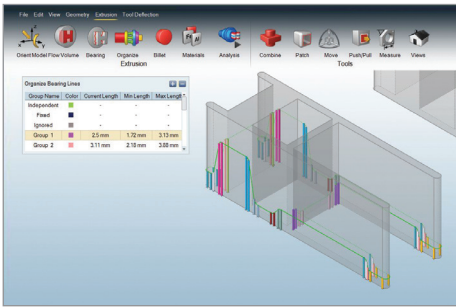 File Edit View Geometry Extrusion Tool Deflection
Orient Model Flow Volume Bearing Organize Billet Materials Analysis Combine Patch Move Push/Pull Measure Views
Extrusion Tools
Organize Bearing Lines
Group Name Color Current Length Min Length Max Length
Independent - - -
Fixed - - -
Ignored - - -
Group 1 2.5 mm 1.72 mm 3.13 mm
Group 2 3.11 mm 2.18 mm 3.88 mm